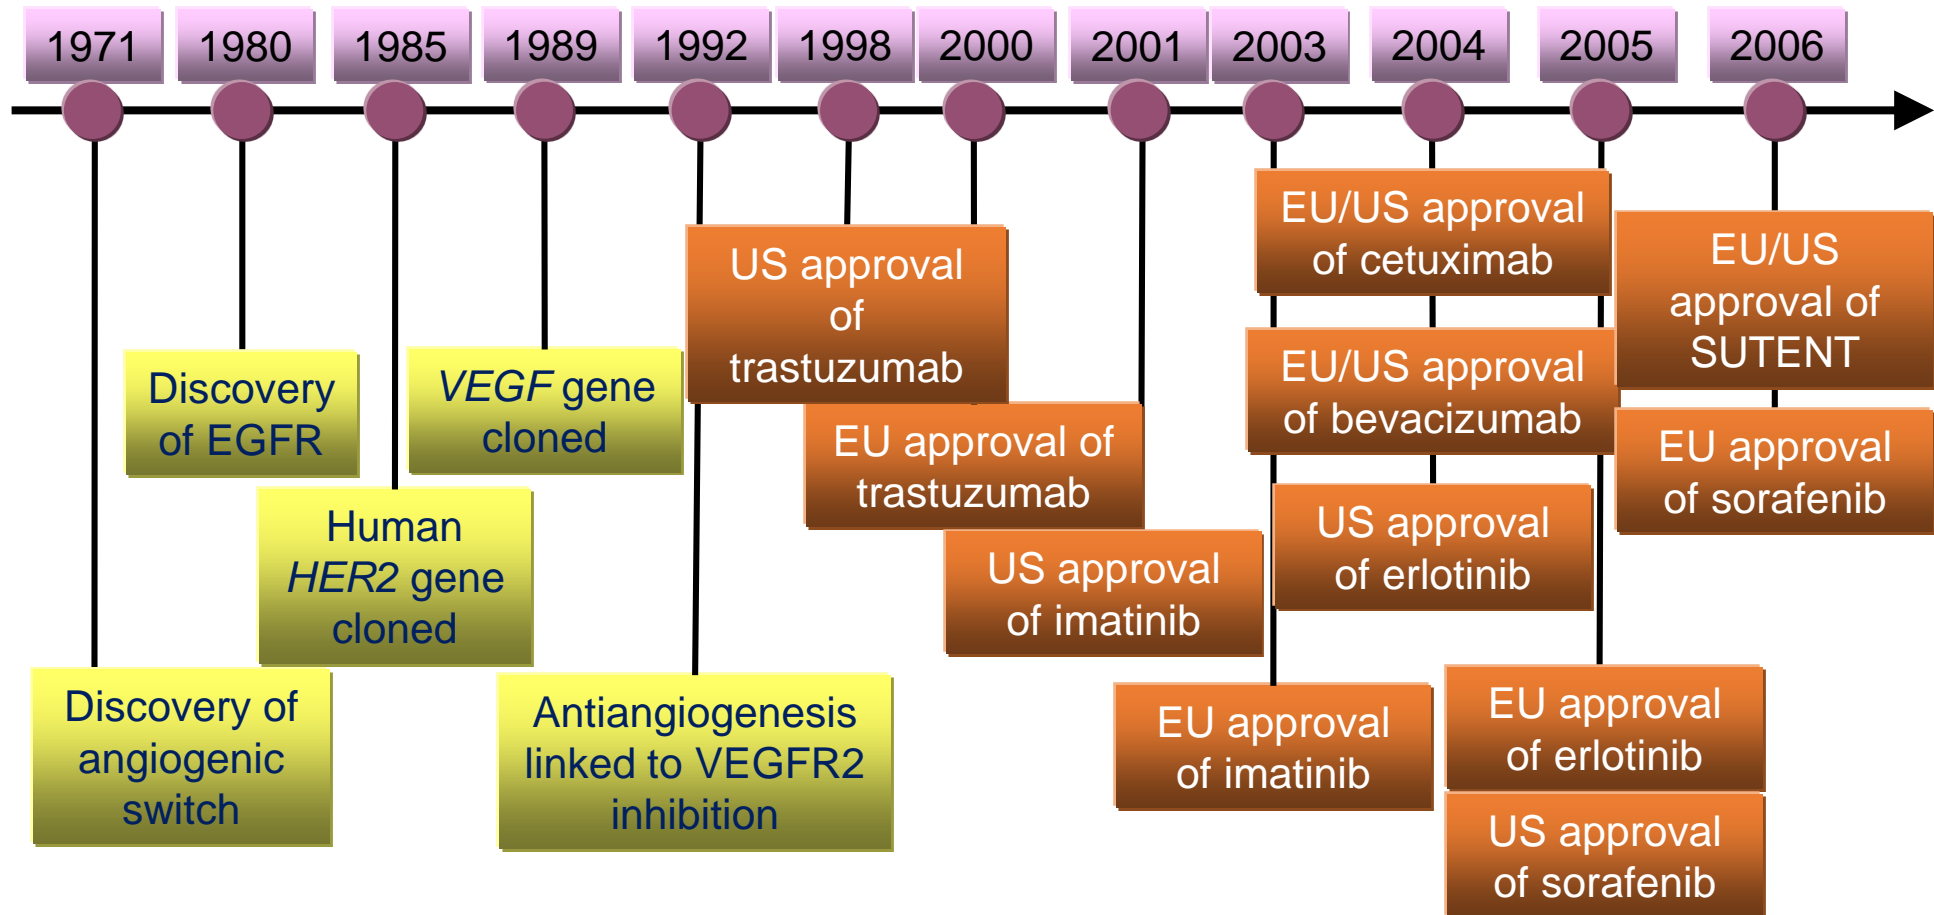 1971
1980
1985
1989
1992
1998
2000
2001
2003
2004
2005
2006
Discovery of
angiogenic
switch
Discovery
of EGFR
Human
HER2 gene
cloned
VEGF gene
cloned
Antiangiogenesis
linked to VEGFR2
inhibition
US approval
of
trastuzumab
EU approval of
trastuzumab
US approval
of imatinib
EU approval
of imatinib
EU/US approval
of cetuximab
EU/US approval
of bevacizumab
US approval
of erlotinib
EU approval
of erlotinib
US approval
of sorafenib
EU/US
approval of
SUTENT
EU approval
of sorafenib